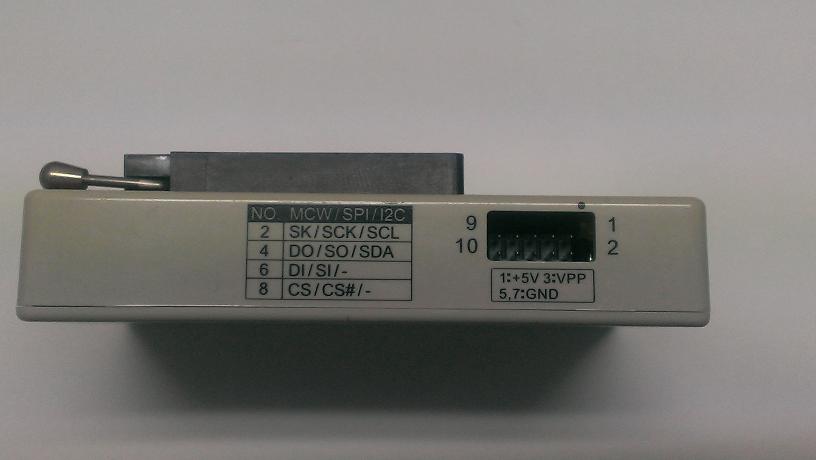 NO. MCW/SPI/I2C
2 SK/SCK/SCL
4 DO/SO/SDA
6 DI/SI/-
8 CS/CS#/-
9 1
10 2
1:+5V 3:VPP
5,7:GND